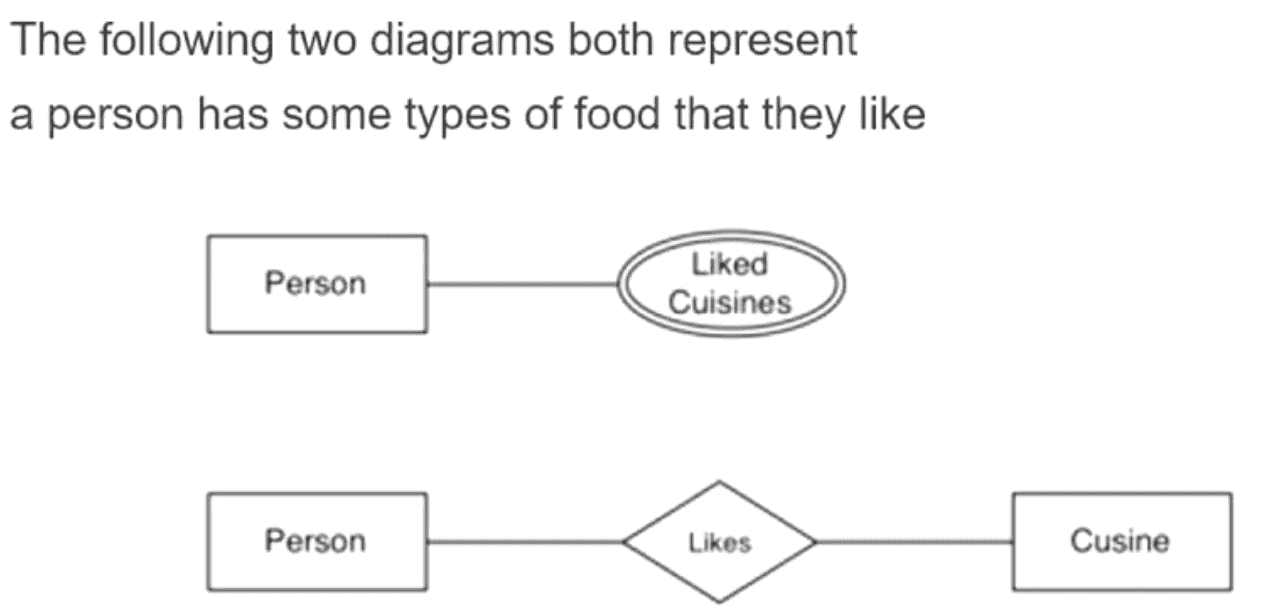 The following two diagrams both represent
a person has some types of food that they like
Person
Liked
Cuisines
Person
Likes
Cusine